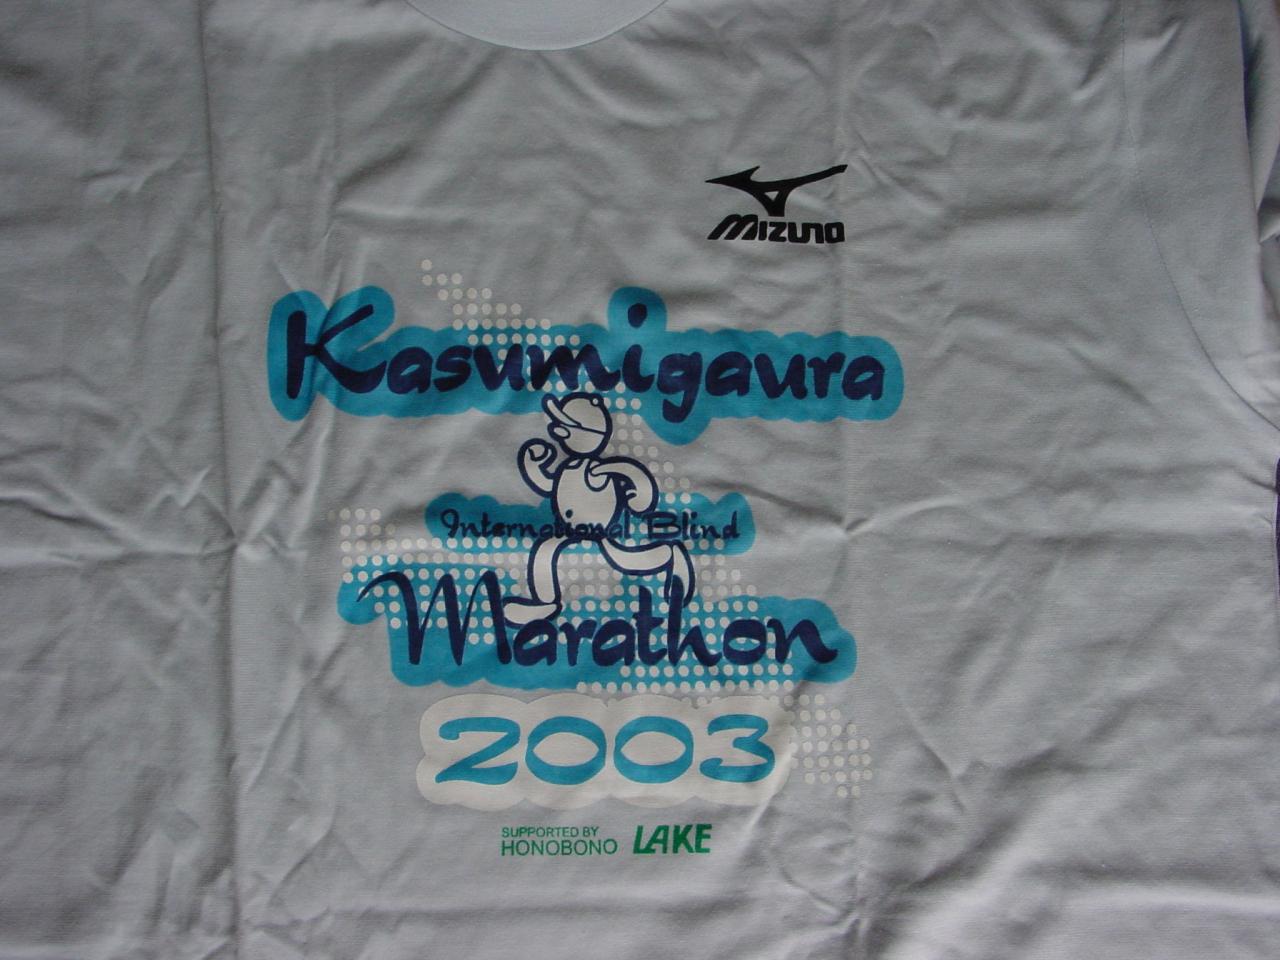 MIZUNO
Kasumigaura
International Blind
Marathon
2003
SUPPORTED BY
HONOBONO LAKE